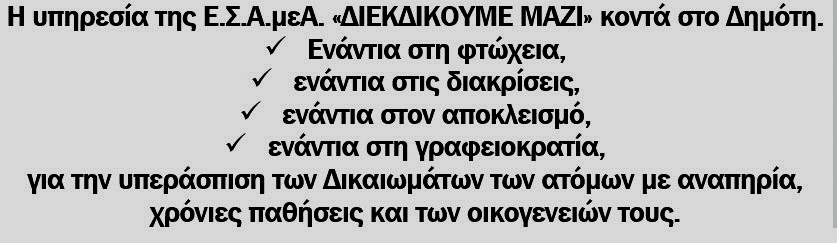 Η υπηρεσία της Ε.Σ.Α.μεΑ. «ΔΙΕΚΔΙΚΟΥΜΕ ΜΑΖΙ» κοντά στο Δημότη.
✓ Ενάντια στη φτώχεια,
✓ ενάντια στις διακρίσεις,
✓ ενάντια στον αποκλεισμό,
✓ ενάντια στη γραφειοκρατία,
για την υπεράσπιση των Δικαιωμάτων των ατόμων με αναπηρία,
χρόνιες παθήσεις και των οικογενειών τους.